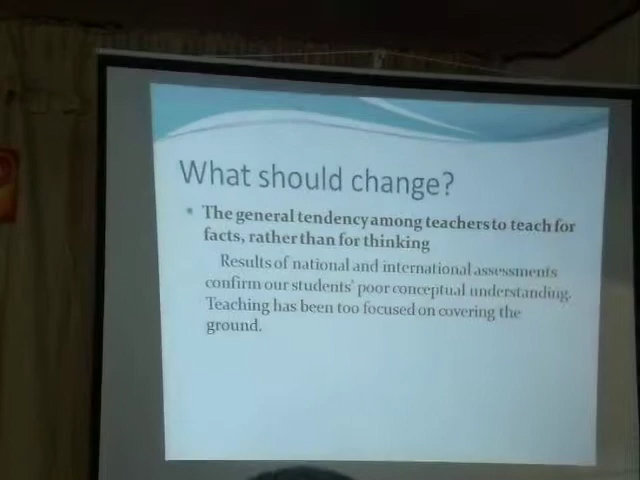 What should change?
The general tendency among teachers to teach for
facts, rather than for thinking
Results of national and international assessments
confirm our students' poor conceptual understanding.
Teaching has been too focused on covering the
ground.